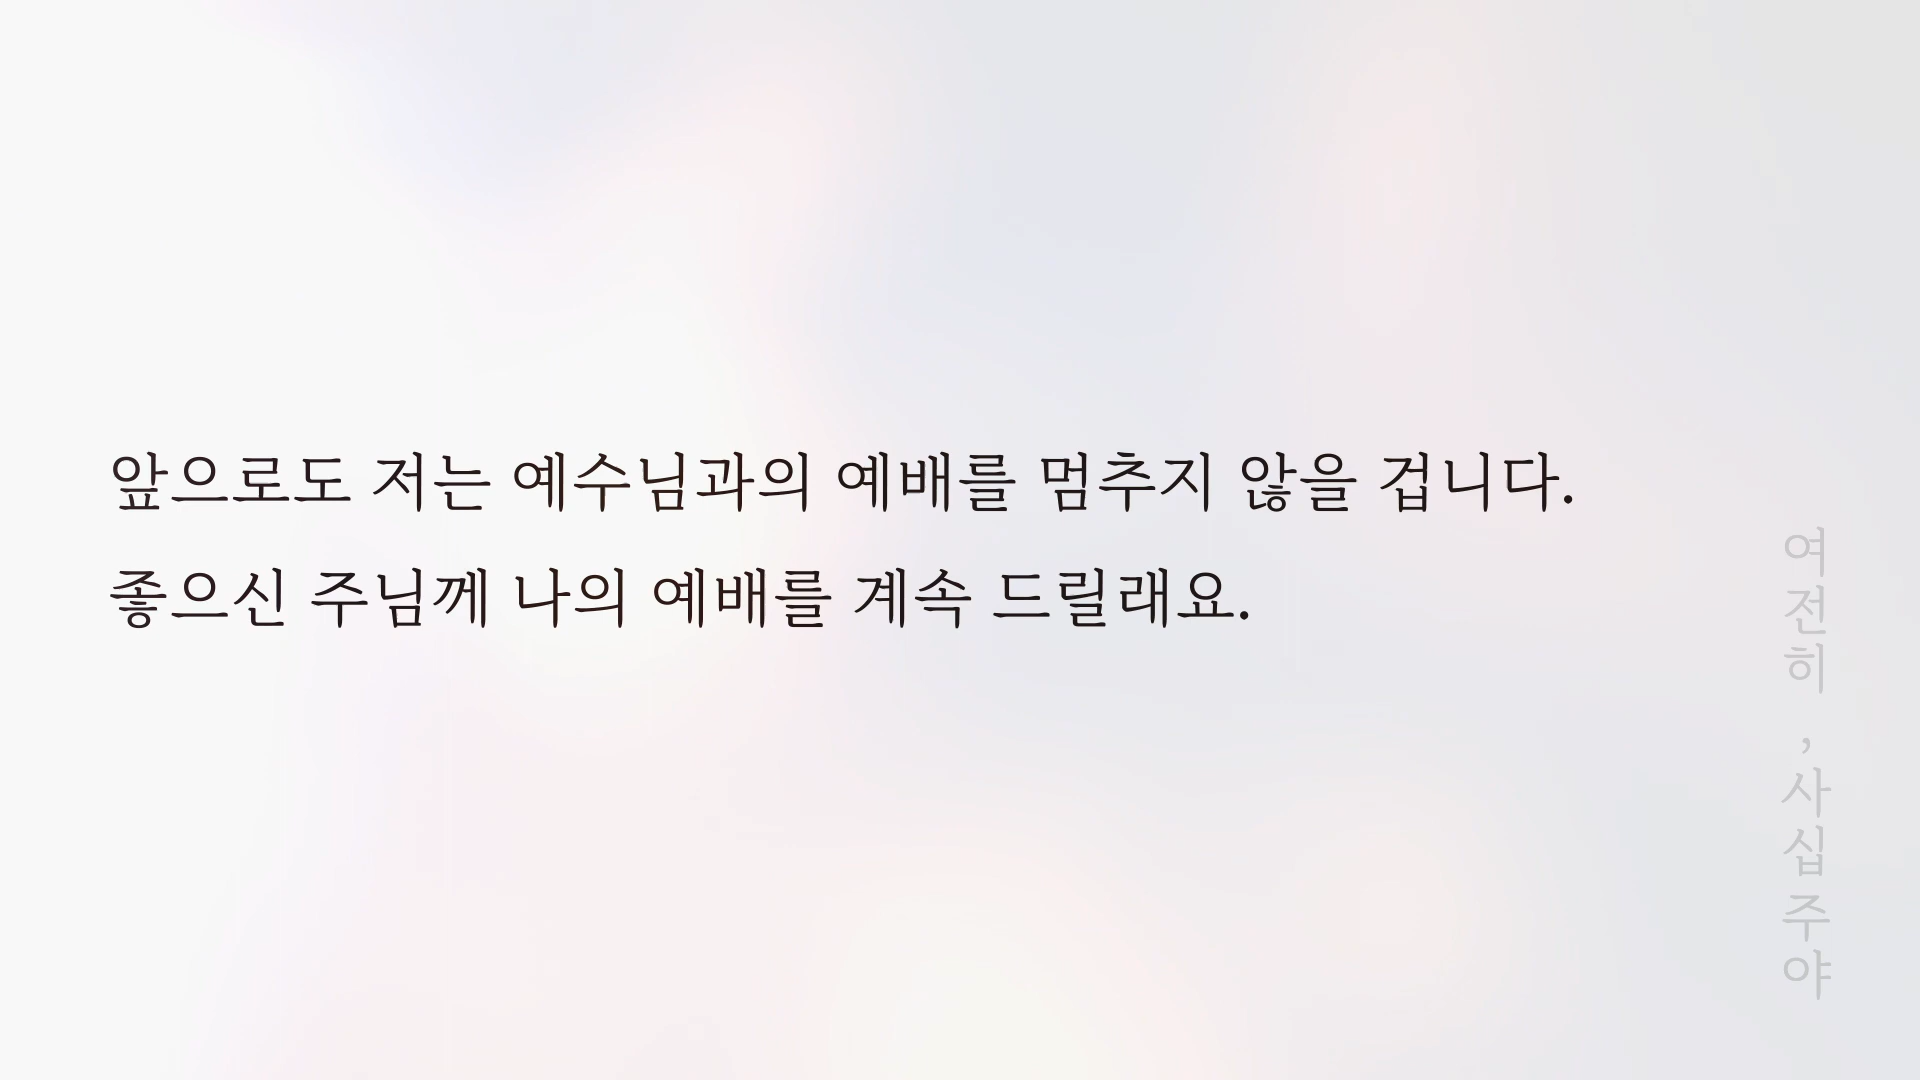 앞으로도 저는 예수님과의 예배를 멈추지 않을 겁니다.
좋으신 주님께 나의 예배를 계속 드릴래요.
여전히, 사십주야